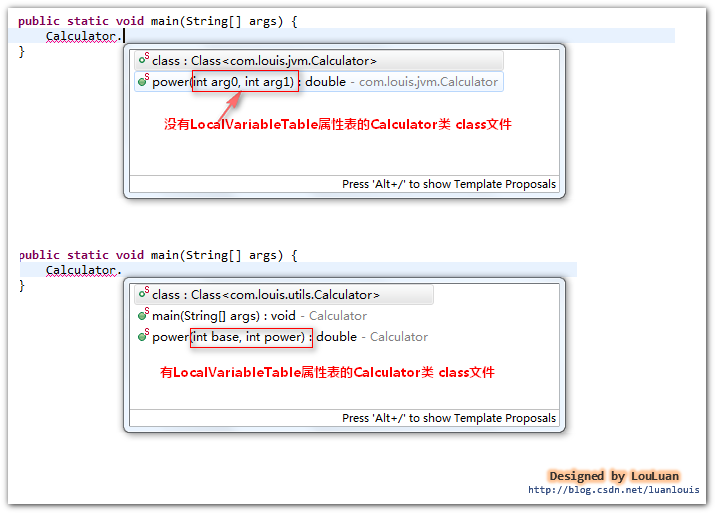 public static void main(String[] args) {
Calculator.
}
class : Class<com.louis.jvm.Calculator>
power(int arg0, int arg1) : double - com.louis.jvm.Calculator
没有LocalVariableTable属性表的Calculator类 class文件
Press 'Alt+/' to show Template Proposals
public static void main(String[] args) {
Calculator.
}
class : Class<com.louis.utils.Calculator>
main(String[] args) : void - Calculator
power(int base, int power) : double - Calculator
有LocalVariableTable属性表的Calculator类 class文件
Press 'Alt+/' to show Template Proposals
Designed by LouLuan
http://blog.csdn.net/luanlouis